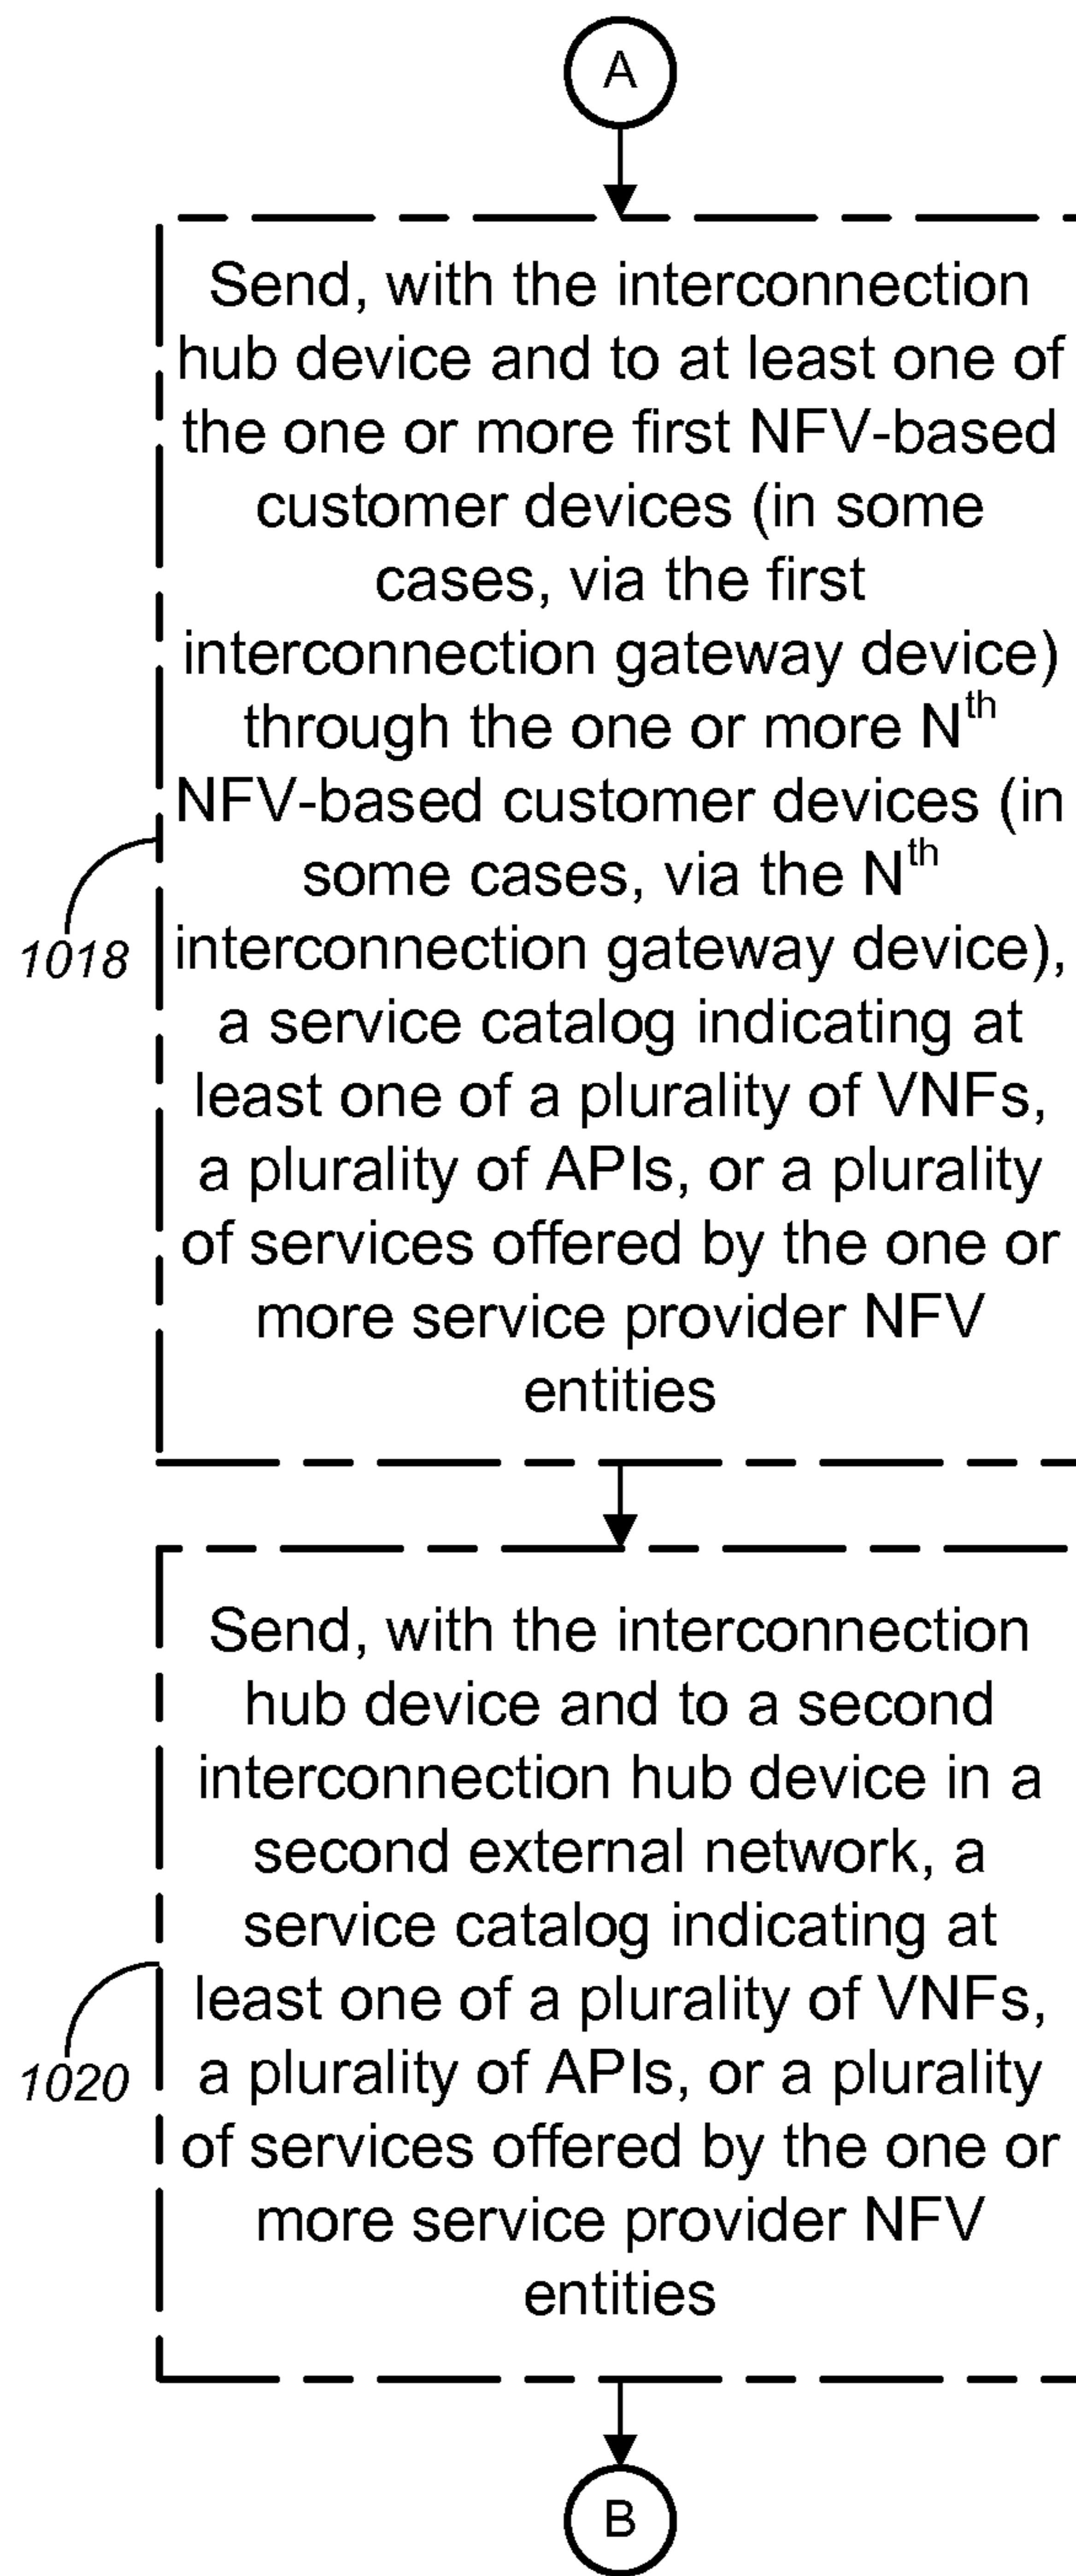 A
Send, with the interconnection
hub device and to at least one of
the one or more first NFV-based
customer devices (in some
cases, via the first
interconnection gateway device)
through the one or more Nth
NFV-based customer devices (in
some cases, via the Nth
interconnection gateway device),
a service catalog indicating at
least one of a plurality of VNFs,
a plurality of APIs, or a plurality
of services offered by the one or
more service provider NFV
entities
1018
Send, with the interconnection
hub device and to a second
interconnection hub device in a
second external network, a
service catalog indicating at
least one of a plurality of VNFs,
a plurality of APIs, or a plurality
of services offered by the one or
more service provider NFV
entities
1020
B